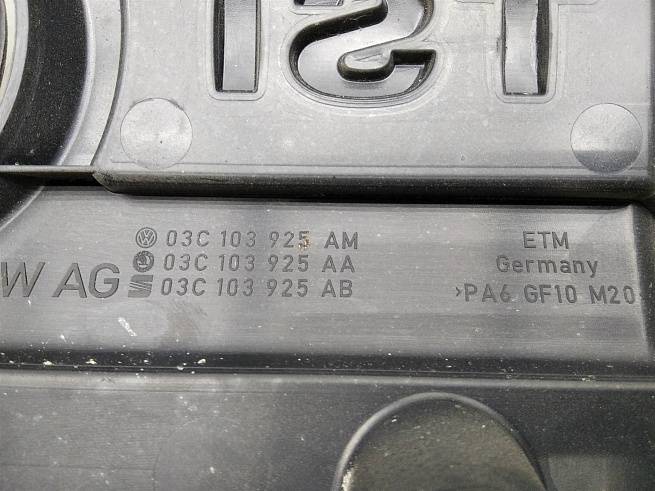 TSI
03C 103 925 AM
03C 103 925 AA
W AG 03C 103 925 AB
ETM
Germany
>PA6 GF10 M20